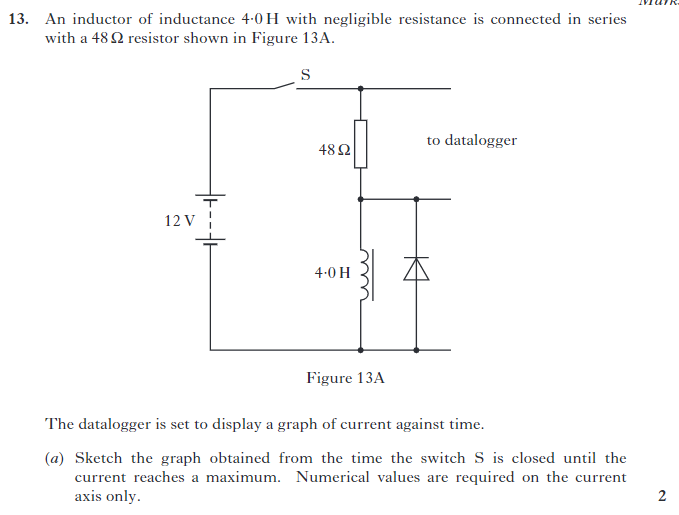 13. An inductor of inductance 4·0 H with negligible resistance is connected in series
with a 48 Ω resistor shown in Figure 13A.
S
48 Ω
to datalogger
12 V
4·0 H
Figure 13A
The datalogger is set to display a graph of current against time.
(a) Sketch the graph obtained from the time the switch S is closed until the
current reaches a maximum. Numerical values are required on the current
axis only.
2